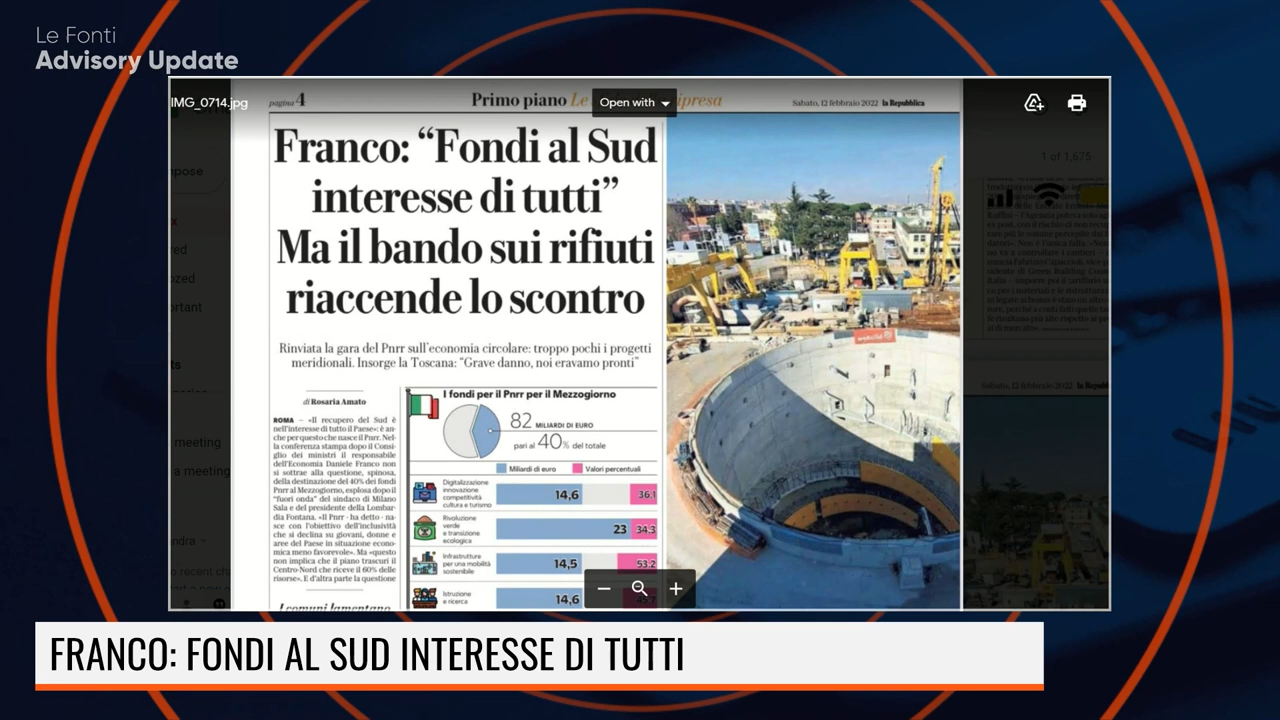 Le Fonti
Advisory Update
IMG_0714.jpg
pagina 4
Primo piano Le
Open with
ripresa
Sabato, 12 febbraio 2022 la Repubblica
1 of 1,575
Franco: “Fondi al Sud
interesse di tutti”
Ma il bando sui rifiuti
riaccende lo scontro
Rinviata la gara del Pnrr sull'economia circolare: troppo pochi i progetti
meridionali. Insorge la Toscana: “Grave danno, noi eravamo pronti”
di Rosaria Amato
ROMA — «Il recupero del Sud è
nell'interesse di tutto il Paese»: è an-
che per questo che nasce il Pnrr. Nel-
la conferenza stampa dopo il Consi-
glio dei ministri il responsabile
dell'Economia Daniele Franco non
si sottrae alla questione, spinosa,
della destinazione del 40% dei fondi
Pnrr al Mezzogiorno, esplosa dopo il
“fuori onda” del sindaco di Milano
Sala e del presidente della Lombar-
dia Fontana. «Il Pnrr - ha detto - na-
sce con l'obiettivo dell'inclusività
che si declina su giovani, donne e
aree del Paese in situazione econo-
mica meno favorevole». Ma «questo
non implica che il piano trascuri il
Centro-Nord che riceve il 60% delle
risorse». E d'altra parte la questione
I comuni lamentano
I fondi per il Pnrr per il Mezzogiorno
82 MILIARDI DI EURO
pari al 40% del totale
Miliardi di euro
Valori percentuali
Digitalizzazione
innovazione
competitività
cultura e turismo
14,6
36.1
Rivoluzione
verde
e transizione
ecologica
23
34.3
Infrastrutture
per una mobilità
sostenibile
14,5
53.2
Istruzione
e ricerca
14,6
meeting
a meeting
FRANCO: FONDI AL SUD INTERESSE DI TUTTI